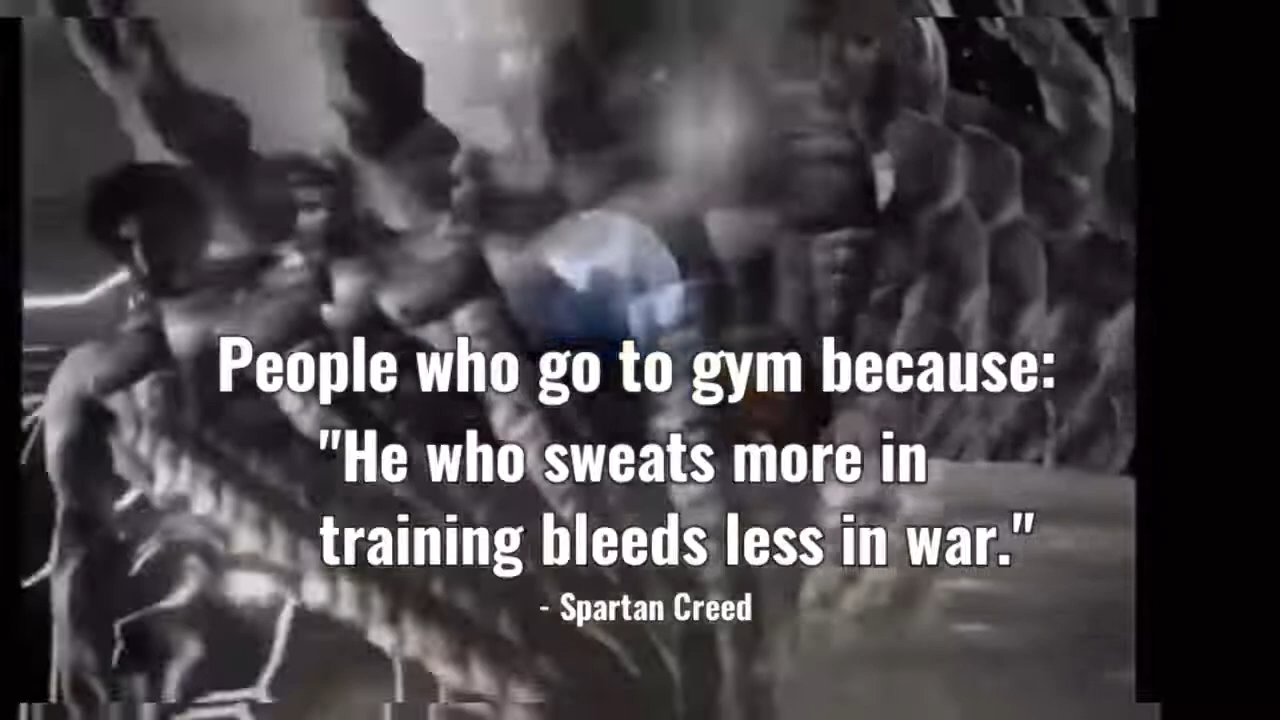 People who go to gym because:
"He who sweats more in
training bleeds less in war."
- Spartan Creed